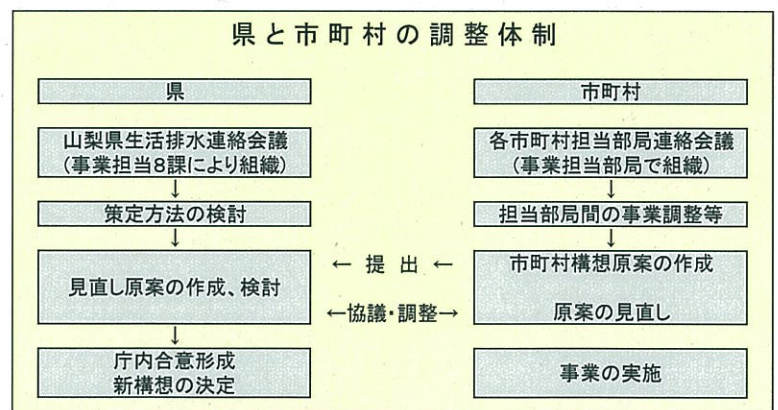 県と市町村の調整体制
県
山梨県生活排水連絡会議
(事業担当8課により組織)
↓
策定方法の検討
↓
見直し原案の作成、検討
↓
庁内合意形成
新構想の決定
← 提 出 ←
←協議・調整→
市町村
各市町村担当部局連絡会議
(事業担当部局で組織)
↓
担当部局間の事業調整等
↓
市町村構想原案の作成
原案の見直し
事業の実施